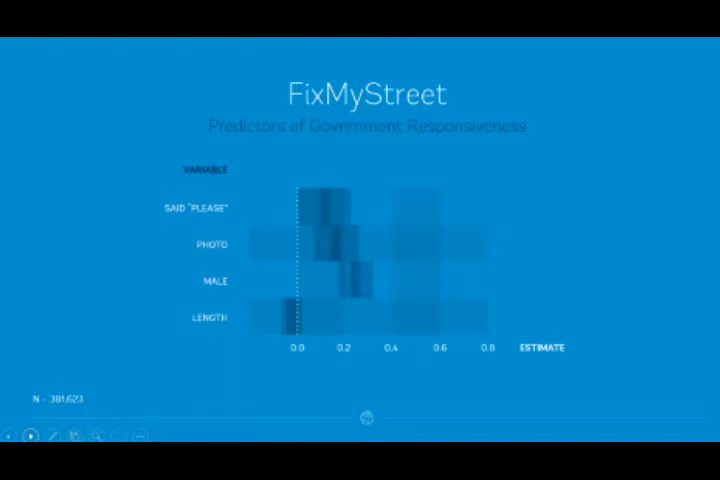 FixMyStreet
Predictors of Government Responsiveness
VARIABLE
SAID "PLEASE"
PHOTO
MALE
LENGTH
0.0 0.2 0.4 0.6 0.8 ESTIMATE
N - 381,623